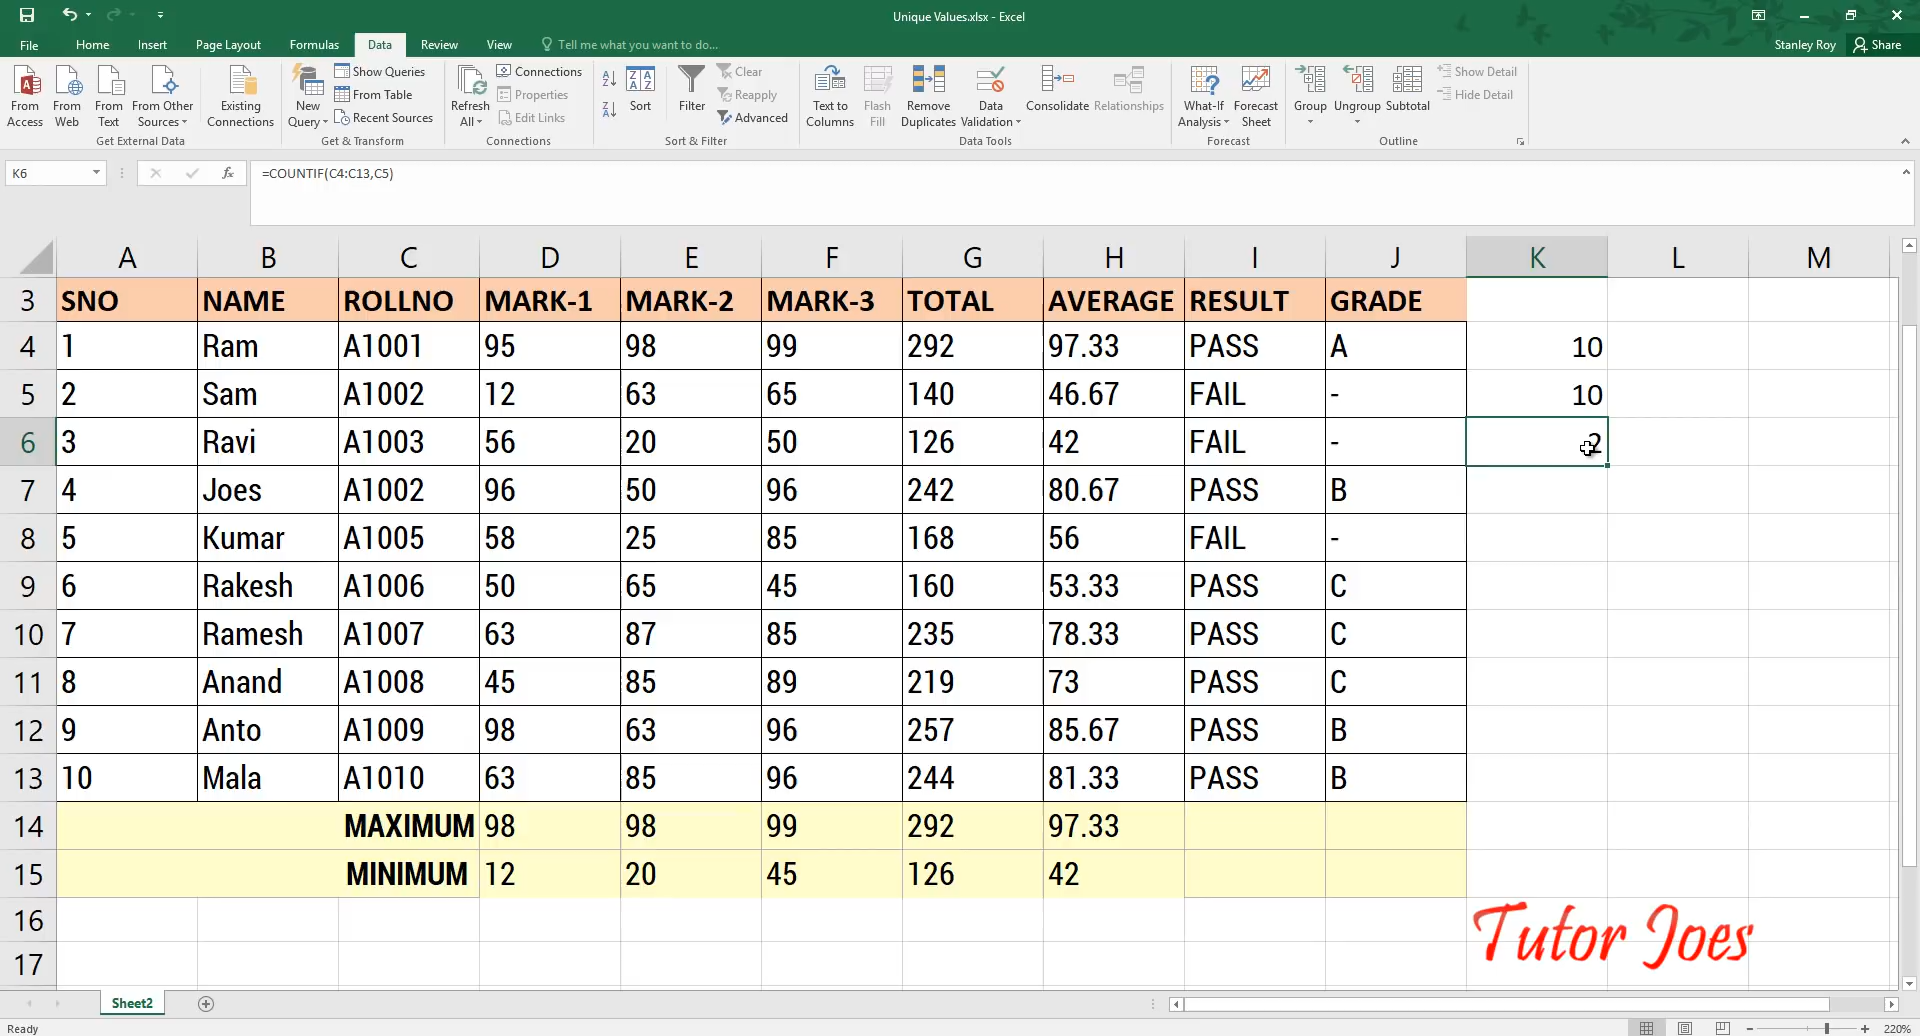 Unique Values.xlsx - Excel
File Home Insert Page Layout Formulas Data Review View Tell me what you want to do... Stanley Roy Share
From Access From Web From Text From Other Sources Existing Connections
Get External Data
New Query Show Queries From Table Recent Sources
Get & Transform
Refresh All Connections Properties Edit Links
Connections
Sort Filter Clear Reapply Advanced
Sort & Filter
Text to Columns Flash Fill Remove Duplicates Data Validation Consolidate Relationships
Data Tools
What-If Analysis Forecast Sheet
Forecast
Group Ungroup Subtotal Show Detail Hide Detail
Outline
K6 fx =COUNTIF(C4:C13,C5)
A B C D E F G H I J K L M
3 SNO NAME ROLLNO MARK-1 MARK-2 MARK-3 TOTAL AVERAGE RESULT GRADE
4 1 Ram A1001 95 98 99 292 97.33 PASS A 10
5 2 Sam A1002 12 63 65 140 46.67 FAIL - 10
6 3 Ravi A1003 56 20 50 126 42 FAIL - 2
7 4 Joes A1002 96 50 96 242 80.67 PASS B
8 5 Kumar A1005 58 25 85 168 56 FAIL -
9 6 Rakesh A1006 50 65 45 160 53.33 PASS C
10 7 Ramesh A1007 63 87 85 235 78.33 PASS C
11 8 Anand A1008 45 85 89 219 73 PASS C
12 9 Anto A1009 98 63 96 257 85.67 PASS B
13 10 Mala A1010 63 85 96 244 81.33 PASS B
14 MAXIMUM 98 98 99 292 97.33
15 MINIMUM 12 20 45 126 42
16
17
Tutor Joes
Sheet2
Ready 220%